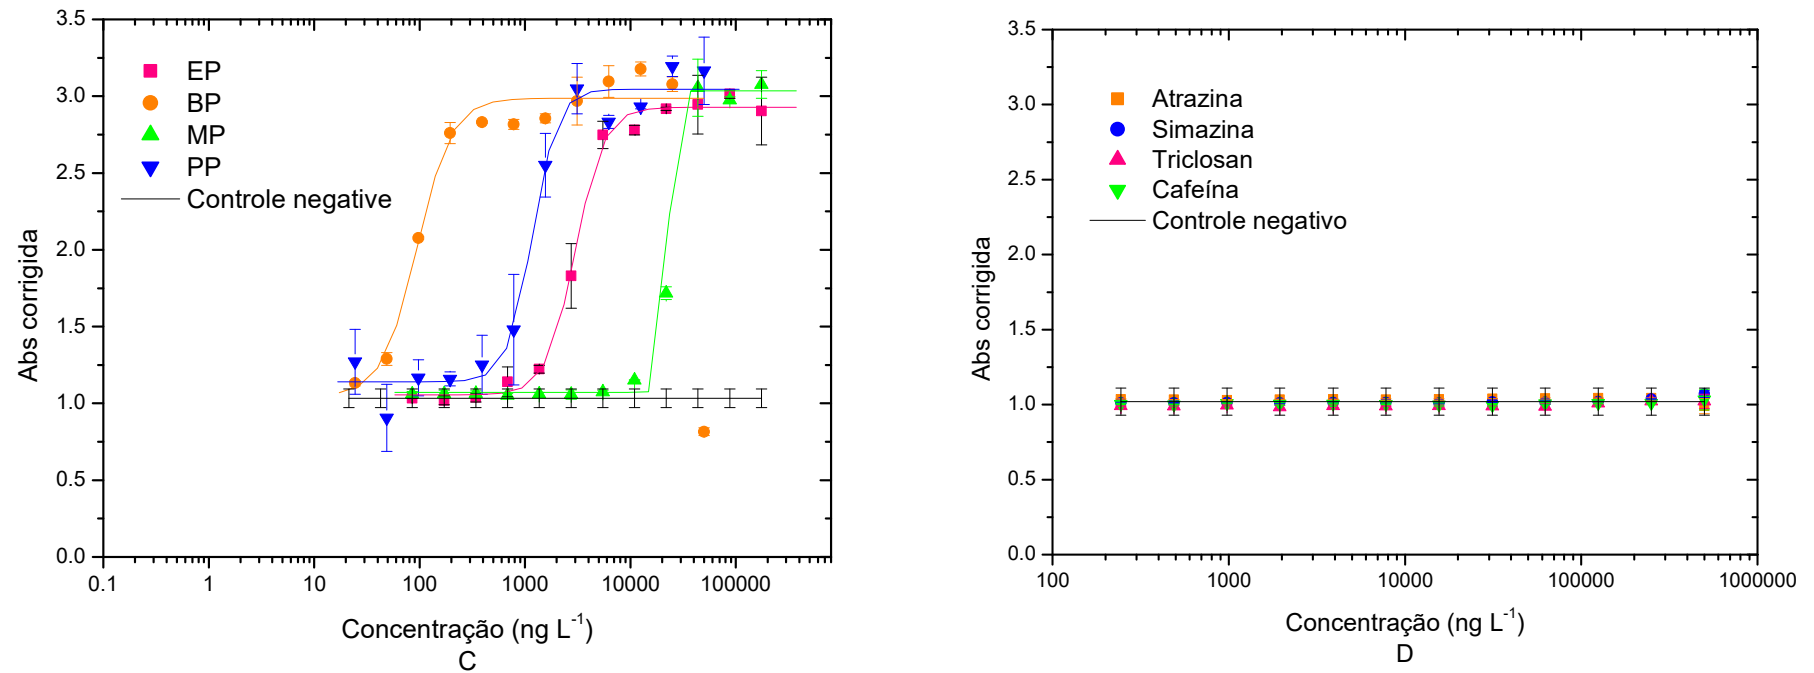 3.5
3.0
2.5
2.0
1.5
1.0
0.5
0.0
Abs corrigida
EP
BP
MP
PP
Controle negative
0.1 1 10 100 1000 10000 100000
Concentração (ng L-1)
C
3.5
3.0
2.5
2.0
1.5
1.0
0.5
0.0
Abs corrigida
Atrazina
Simazina
Triclosan
Cafeína
Controle negativo
100 1000 10000 100000 1000000
Concentração (ng L-1)
D